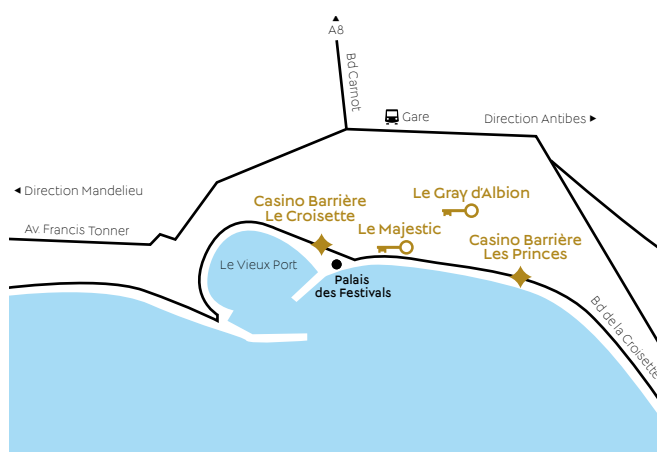 A8
Bd Carnot
Gare
Direction Antibes
Direction Mandelieu
Le Gray d'Albion
Casino Barrière
Le Croisette
Av. Francis Tonner
Le Majestic
Casino Barrière
Les Princes
Le Vieux Port
Palais
des Festivals
Bd de la Croisette